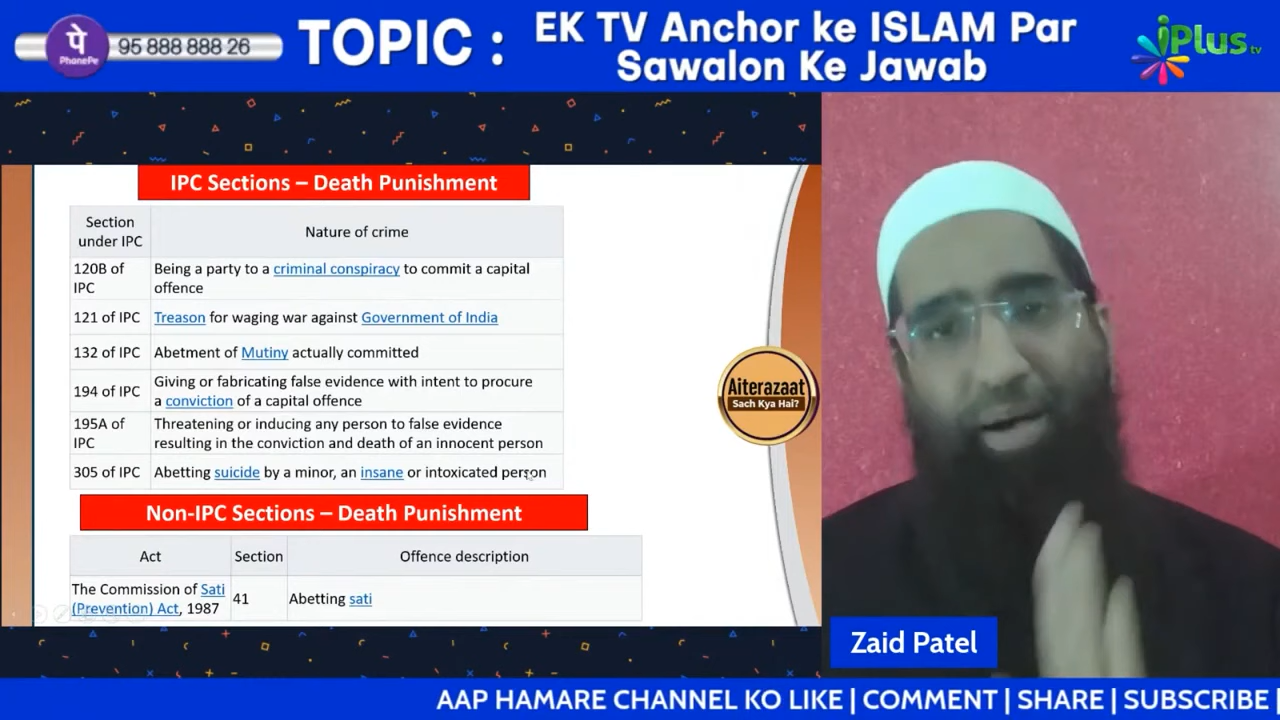 पे
PhonePe
95 888 888 26
TOPIC :
EK TV Anchor ke ISLAM Par
Sawalon Ke Jawab
iPlus tv
IPC Sections – Death Punishment
Section under IPC
Nature of crime
120B of IPC
Being a party to a criminal conspiracy to commit a capital
offence
121 of IPC
Treason for waging war against Government of India
132 of IPC
Abetment of Mutiny actually committed
194 of IPC
Giving or fabricating false evidence with intent to procure
a conviction of a capital offence
195A of IPC
Threatening or inducing any person to false evidence
resulting in the conviction and death of an innocent person
305 of IPC
Abetting suicide by a minor, an insane or intoxicated person
Non-IPC Sections – Death Punishment
Act
Section
Offence description
The Commission of Sati
(Prevention) Act, 1987
41
Abetting sati
Aiterazaat
Sach Kya Hai?
Zaid Patel
AAP HAMARE CHANNEL KO LIKE | COMMENT | SHARE | SUBSCRIBE